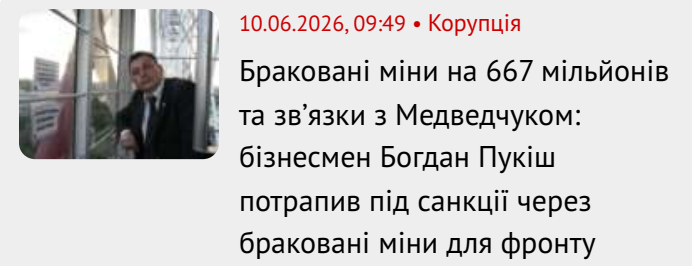 10.06.2026, 09:49 • Корупція
Браковані міни на 667 мільйонів
та зв’язки з Медведчуком:
бізнесмен Богдан Пукіш
потрапив під санкції через
браковані міни для фронту